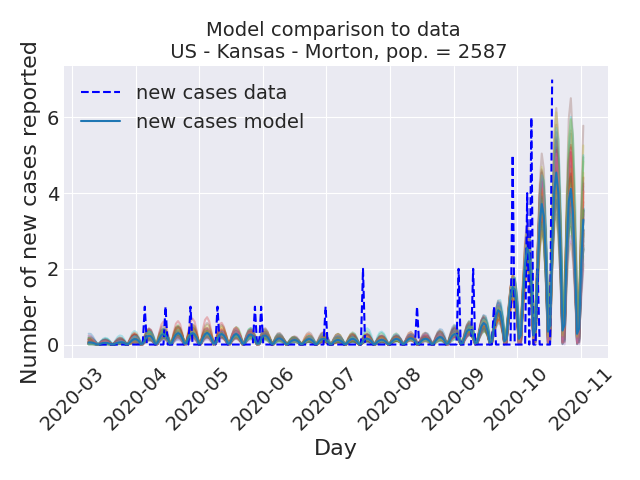 Model comparison to data
US - Kansas - Morton, pop. = 2587
Number of new cases reported
new cases data
new cases model
6
4
2
0
2020-03
2020-04
2020-05
2020-06
2020-07
2020-08
2020-09
2020-10
2020-11
Day